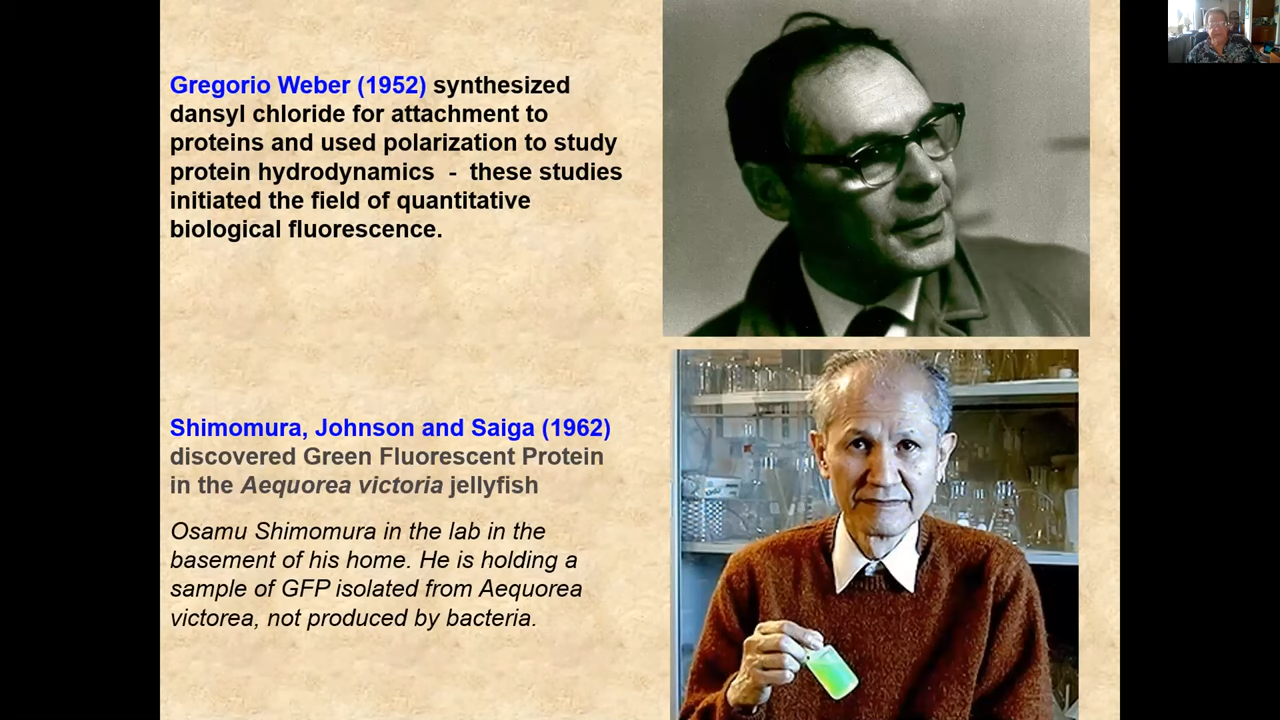 Gregorio Weber (1952) synthesized
dansyl chloride for attachment to
proteins and used polarization to study
protein hydrodynamics - these studies
initiated the field of quantitative
biological fluorescence.
Shimomura, Johnson and Saiga (1962)
discovered Green Fluorescent Protein
in the Aequorea victoria jellyfish
Osamu Shimomura in the lab in the
basement of his home. He is holding a
sample of GFP isolated from Aequorea
victorea, not produced by bacteria.